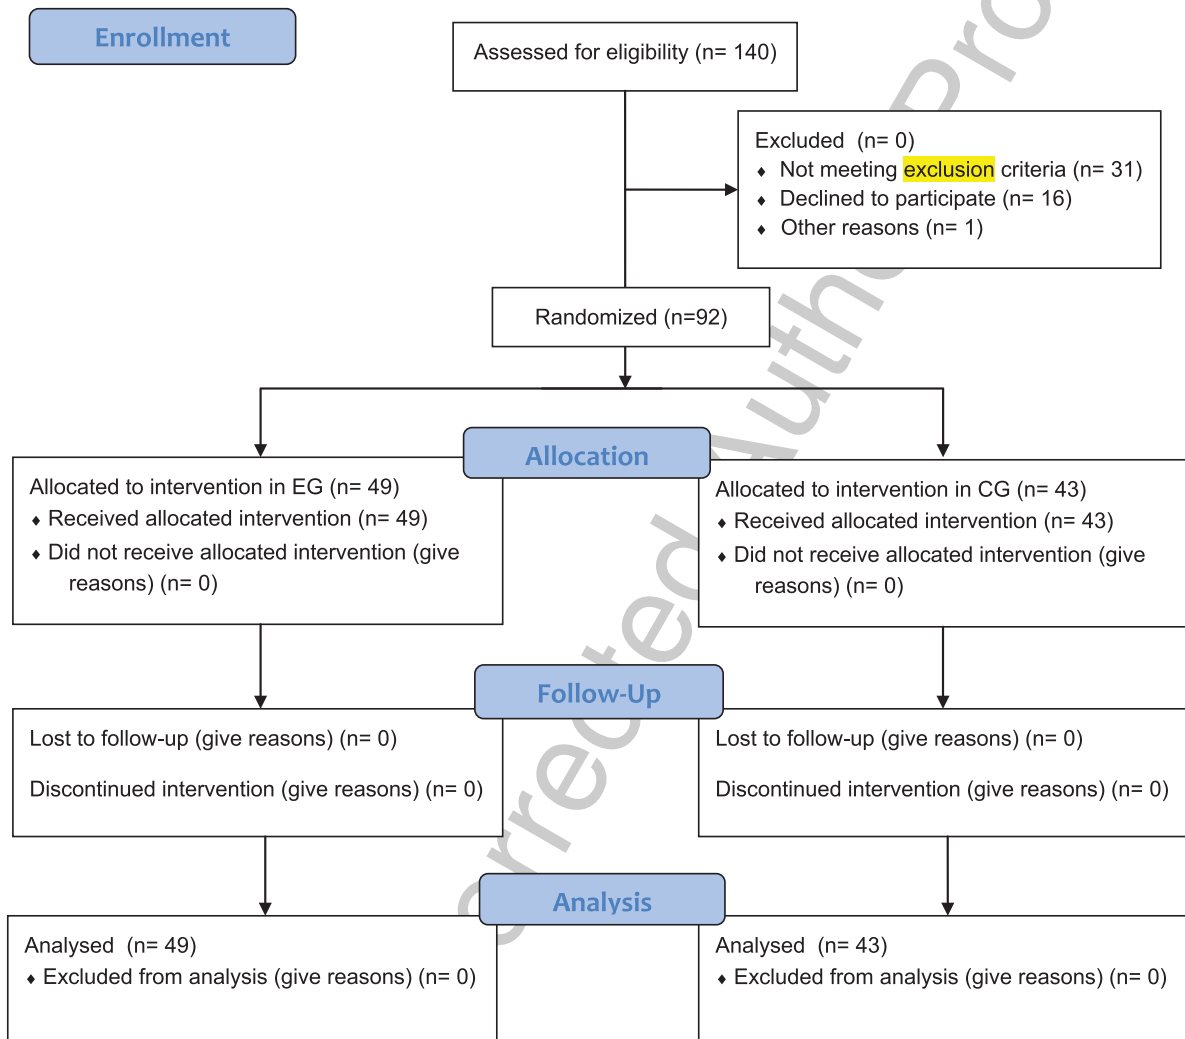 Enrollment
Assessed for eligibility (n= 140)
Excluded (n= 0)
♦ Not meeting exclusion criteria (n= 31)
♦ Declined to participate (n= 16)
♦ Other reasons (n= 1)
Randomized (n=92)
Allocation
Allocated to intervention in EG (n= 49)
♦ Received allocated intervention (n= 49)
♦ Did not receive allocated intervention (give
reasons) (n= 0)
Allocated to intervention in CG (n= 43)
♦ Received allocated intervention (n= 43)
♦ Did not receive allocated intervention (give
reasons) (n= 0)
Follow-Up
Lost to follow-up (give reasons) (n= 0)
Discontinued intervention (give reasons) (n= 0)
Lost to follow-up (give reasons) (n= 0)
Discontinued intervention (give reasons) (n= 0)
Analysis
Analysed (n= 49)
♦ Excluded from analysis (give reasons) (n= 0)
Analysed (n= 43)
♦ Excluded from analysis (give reasons) (n= 0)